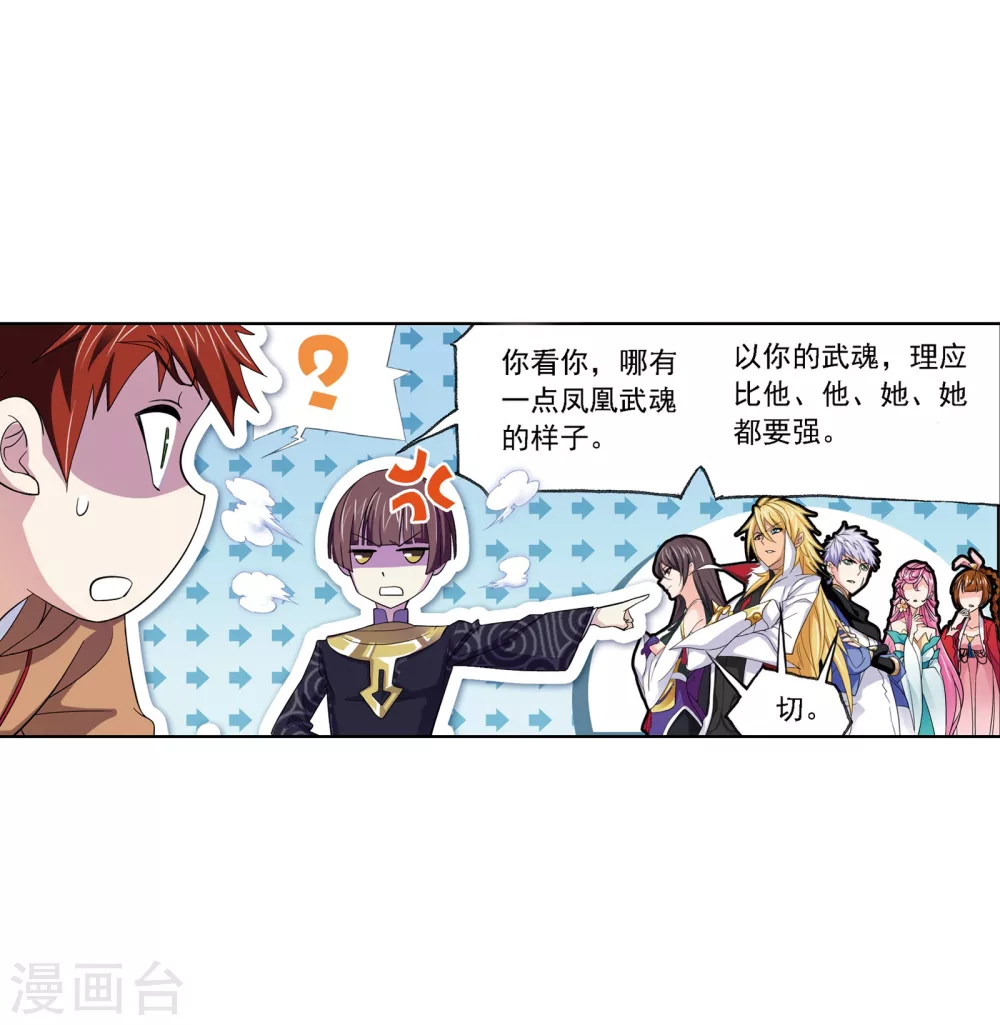 ?
你看你，哪有
一点凤凰武魂
的样子。
以你的武魂，理应
比他、他、她、她
都要强。
切。
漫画台